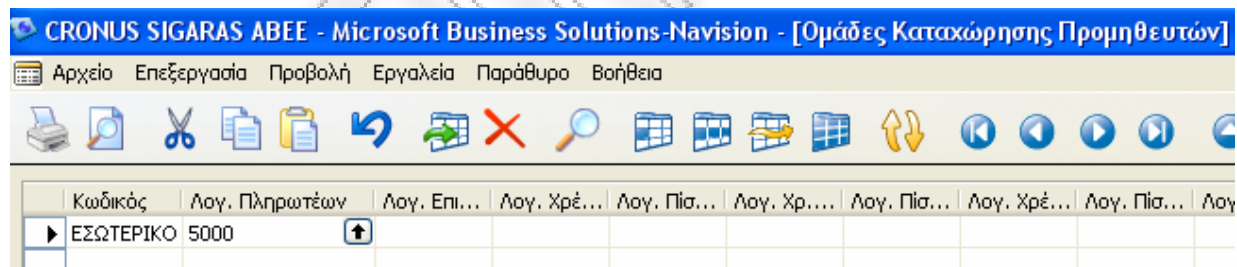 CRONUS SIGARAS ABEE - Microsoft Business Solutions-Navision - [Ομάδες Καταχώρησης Προμηθευτών]
Αρχείο Επεξεργασία Προβολή Εργαλεία Παράθυρο Βοήθεια
Κωδικός Λογ. Πληρωτέων Λογ. Επι... Λογ. Χρέ... Λογ. Πίσ... Λογ. Χρ.... Λογ. Πίσ... Λογ. Χρέ... Λογ. Πίσ... Λογ
ΕΣΩΤΕΡΙΚΟ 5000